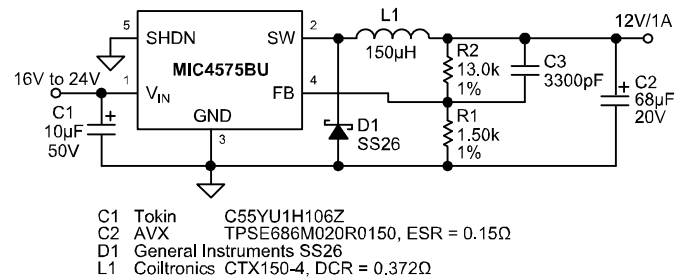 L1
12V/1A
5
SHDN
SW
2
150µH
R2
13.0k
1%
C3
3300pF
MIC4575BU
16V to 24V
1
VIN
FB
4
C2
68µF
20V
C1
10µF
50V
GND
3
D1
SS26
R1
1.50k
1%
C1 Tokin C55YU1H106Z
C2 AVX TPSE686M020R0150, ESR = 0.15Ω
D1 General Instruments SS26
L1 Coiltronics CTX150-4, DCR = 0.372Ω